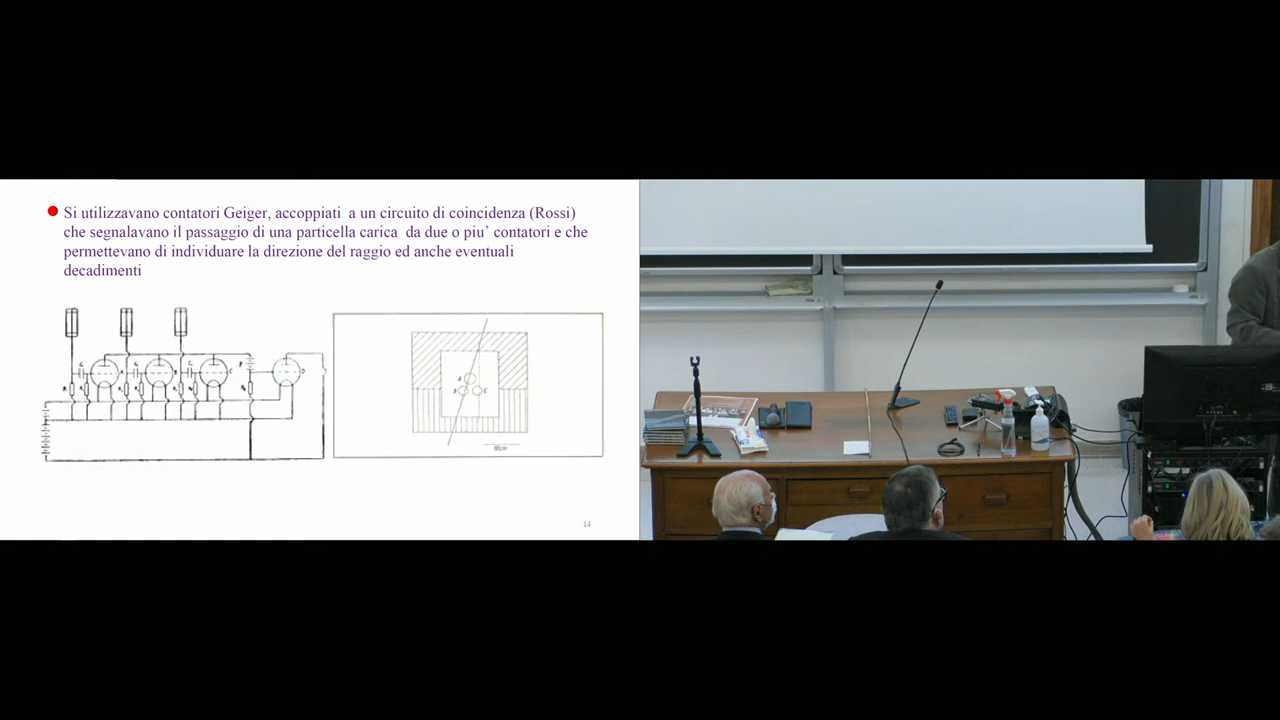 Si utilizzavano contatori Geiger, accoppiati a un circuito di coincidenza (Rossi)
che segnalavano il passaggio di una particella carica da due o piu' contatori e che
permettevano di individuare la direzione del raggio ed anche eventuali
decadimenti
A
B
C
14